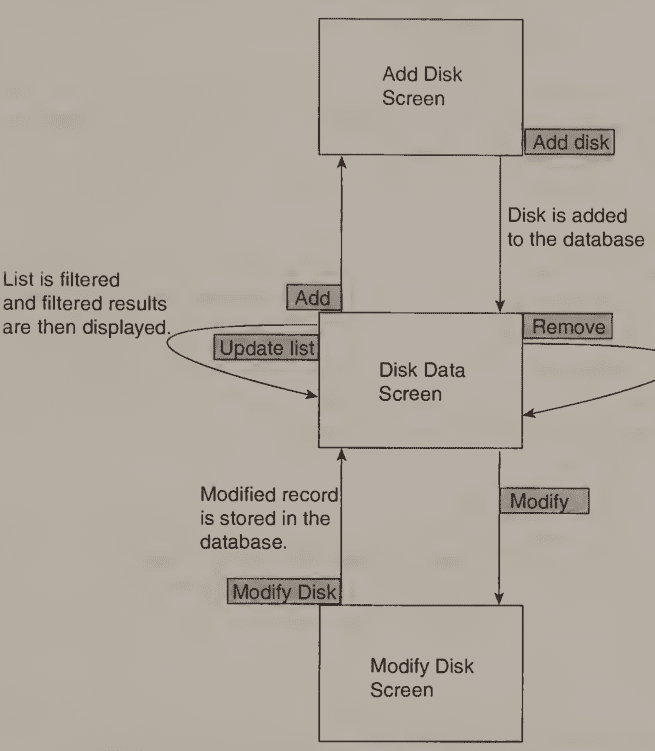 Add Disk
Screen
Add disk
Disk is added
to the database
List is filtered
and filtered results
are then displayed.
Add
Update list
Remove
Disk Data
Screen
Modified record
is stored in the
database.
Modify
Modify Disk
Modify Disk
Screen